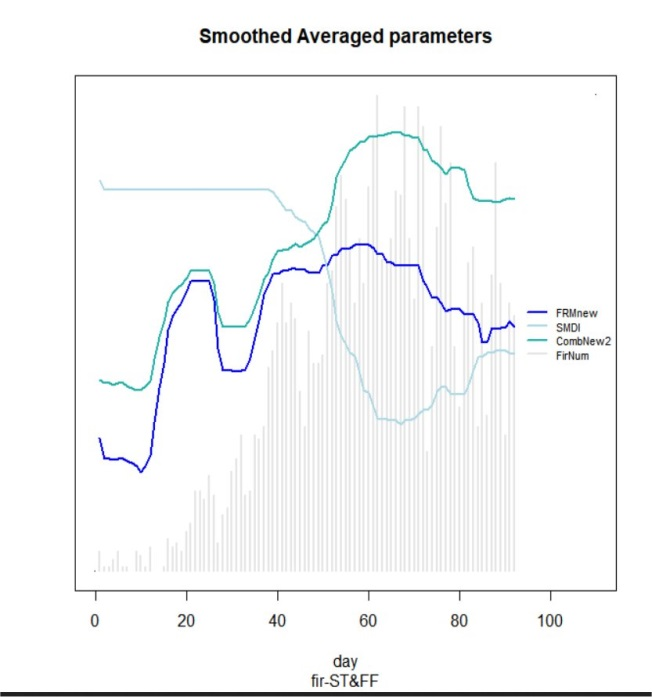 Smoothed Averaged parameters
FRMnew
SMDI
CombNew2
FirNum
0 20 40 60 80 100
day
fir-ST&FF